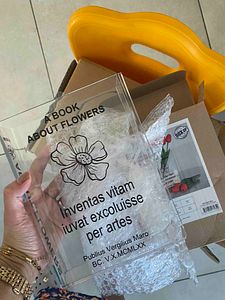 A BOOK
ABOUT FLOWERS
Inventas vitam
iuvat excoluisse
per artes
Publius Vergilius Maro
BC. V.X.MCMLXX